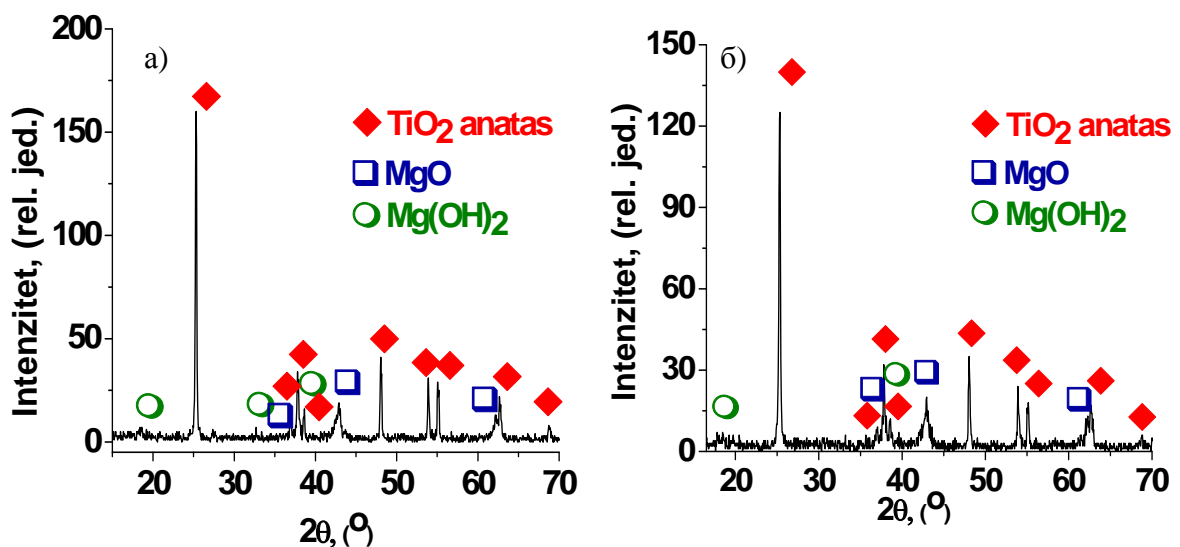 а)
200
150
100
50
0
Intenzitet, (rel. jed.)
TiO2 anatas
MgO
Mg(OH)2
20 30 40 50 60 70
2θ, (O)
б)
150
120
90
60
30
0
Intenzitet, (rel. jed.)
TiO2 anatas
MgO
Mg(OH)2
20 30 40 50 60 70
2θ, (O)